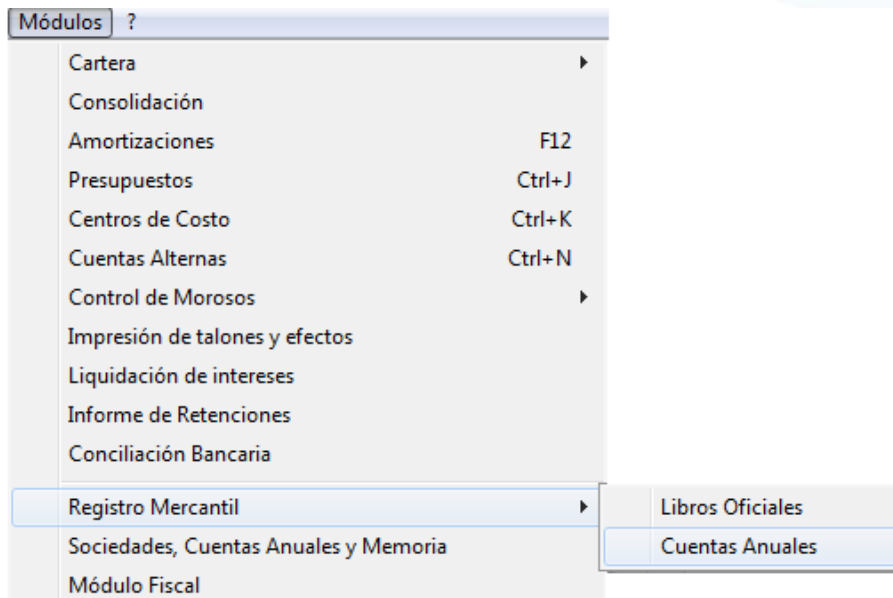 Módulos ?
Cartera
Consolidación
Amortizaciones F12
Presupuestos Ctrl+J
Centros de Costo Ctrl+K
Cuentas Alternas Ctrl+N
Control de Morosos
Impresión de talones y efectos
Liquidación de intereses
Informe de Retenciones
Conciliación Bancaria
Registro Mercantil Libros Oficiales
Sociedades, Cuentas Anuales y Memoria Cuentas Anuales
Módulo Fiscal